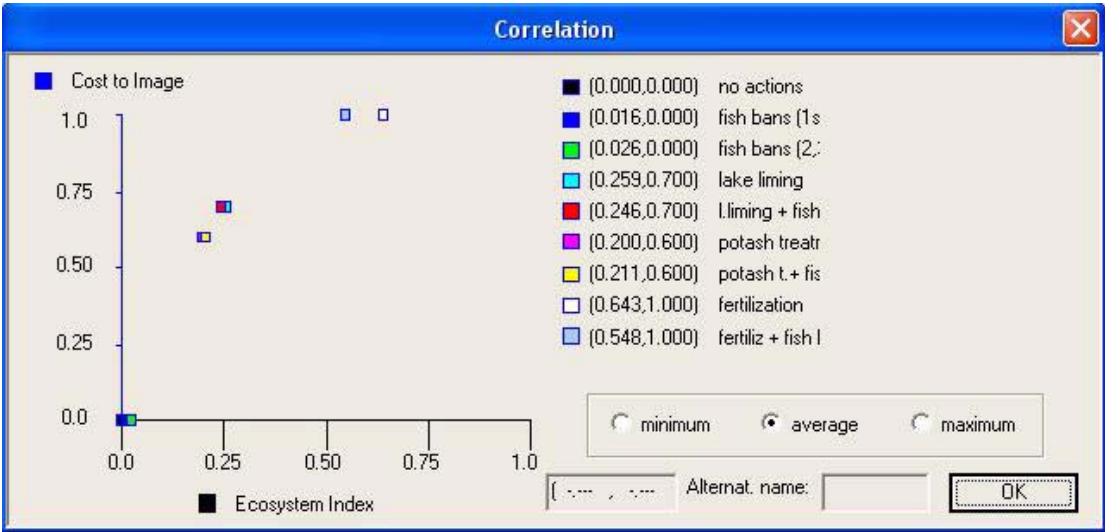 Correlation
Cost to Image
1.0
0.75
0.50
0.25
0.0
0.0 0.25 0.50 0.75 1.0
Ecosystem Index
(0.000,0.000) no actions
(0.016,0.000) fish bans (1s
(0.026,0.000) fish bans (2,
(0.259,0.700) lake liming
(0.246,0.700) l.liming + fish
(0.200,0.600) potash treatr
(0.211,0.600) potash t.+ fis
(0.643,1.000) fertilization
(0.548,1.000) fertiliz + fish l
minimum average maximum
( -.--- , -.--- Alternat. name: OK